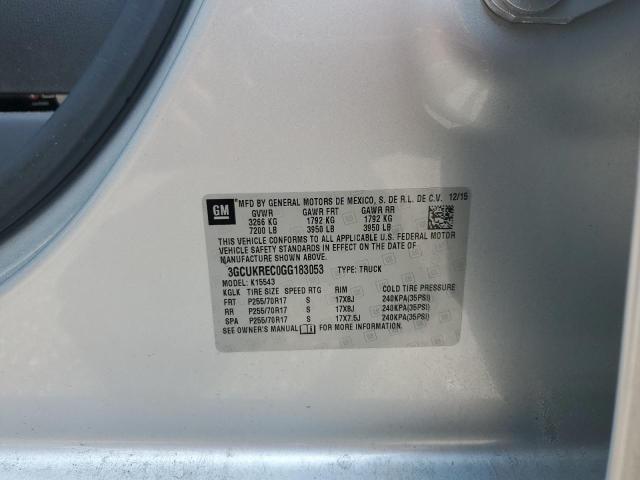 GM
MFD BY GENERAL MOTORS DE MEXICO, S. DE R.L. DE C.V. 12/15
GVWR GAWR FRT GAWR RR
3266 KG 1792 KG 1792 KG
7200 LB 3950 LB 3950 LB
THIS VEHICLE CONFORMS TO ALL APPLICABLE U.S. FEDERAL MOTOR
VEHICLE SAFETY STANDARDS IN EFFECT ON THE DATE OF
MANUFACTURE SHOWN ABOVE.
3GCUKREC0GG183053 TYPE: TRUCK
MODEL: K15543
KGLK TIRE SIZE SPEED RTG RIM COLD TIRE PRESSURE
FRT P255/70R17 S 17X8J 240KPA(35PSI)
RR P255/70R17 S 17X8J 240KPA(35PSI)
SPA P255/70R17 S 17X7.5J 240KPA(35PSI)
SEE OWNER'S MANUAL FOR MORE INFORMATION.